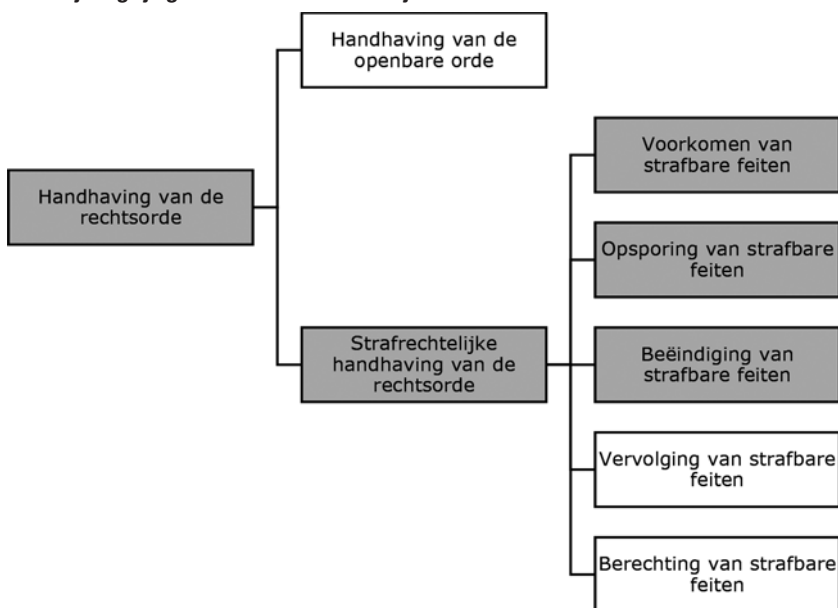 Handhaving van de
openbare orde
Voorkomen van
strafbare feiten
Handhaving van de
rechtsorde
Opsporing van strafbare
feiten
Strafrechtelijke
handhaving van de
rechtsorde
Beëindiging van
strafbare feiten
Vervolging van strafbare
feiten
Berechting van strafbare
feiten